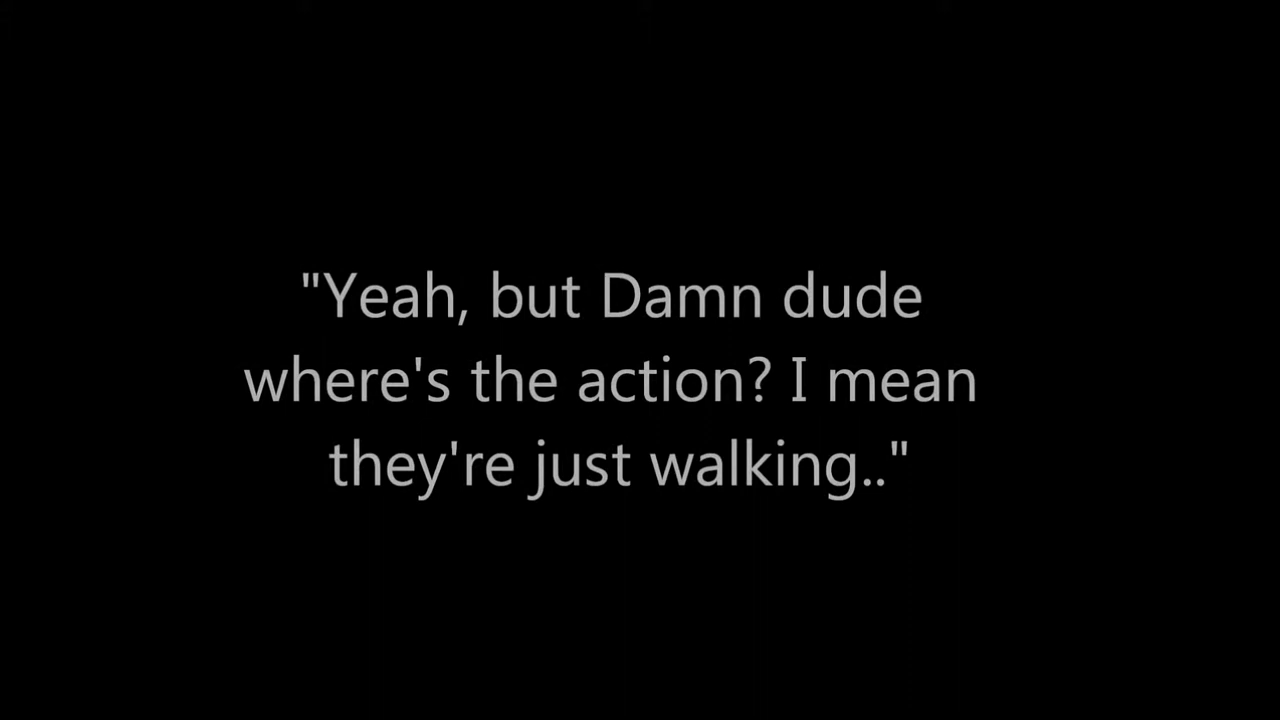 "Yeah, but Damn dude
where's the action? I mean
they're just walking.."